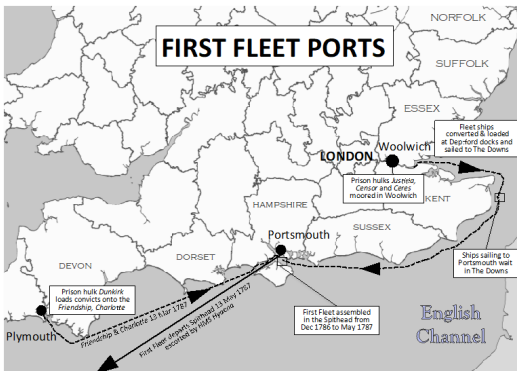 FIRST FLEET PORTS
NORFOLK
SUFFOLK
ESSEX
Fleet ships
converted & loaded
at Dep-ford docks and
sailed to The Downs
Woolwich
LONDON
Prison hulks
Censor and Ceres
moored in Woolwich
KENT
HAMPSHIRE
SUSSEX
Portsmouth
Ships sailing to
Portsmouth wait
in The Downs
DORSET
DEVON
Prison hulk Dunkirk
loads convicts onto the
Friendship, Charlotte
Plymouth
Friendship & Charlotte 13 Mar 1787
First Fleet departs Spithead 13 May 1767
escorted by HMS Hyaena
First Fleet assembled
in the Spithead from
Dec 1786 to May 1787
English
Channel